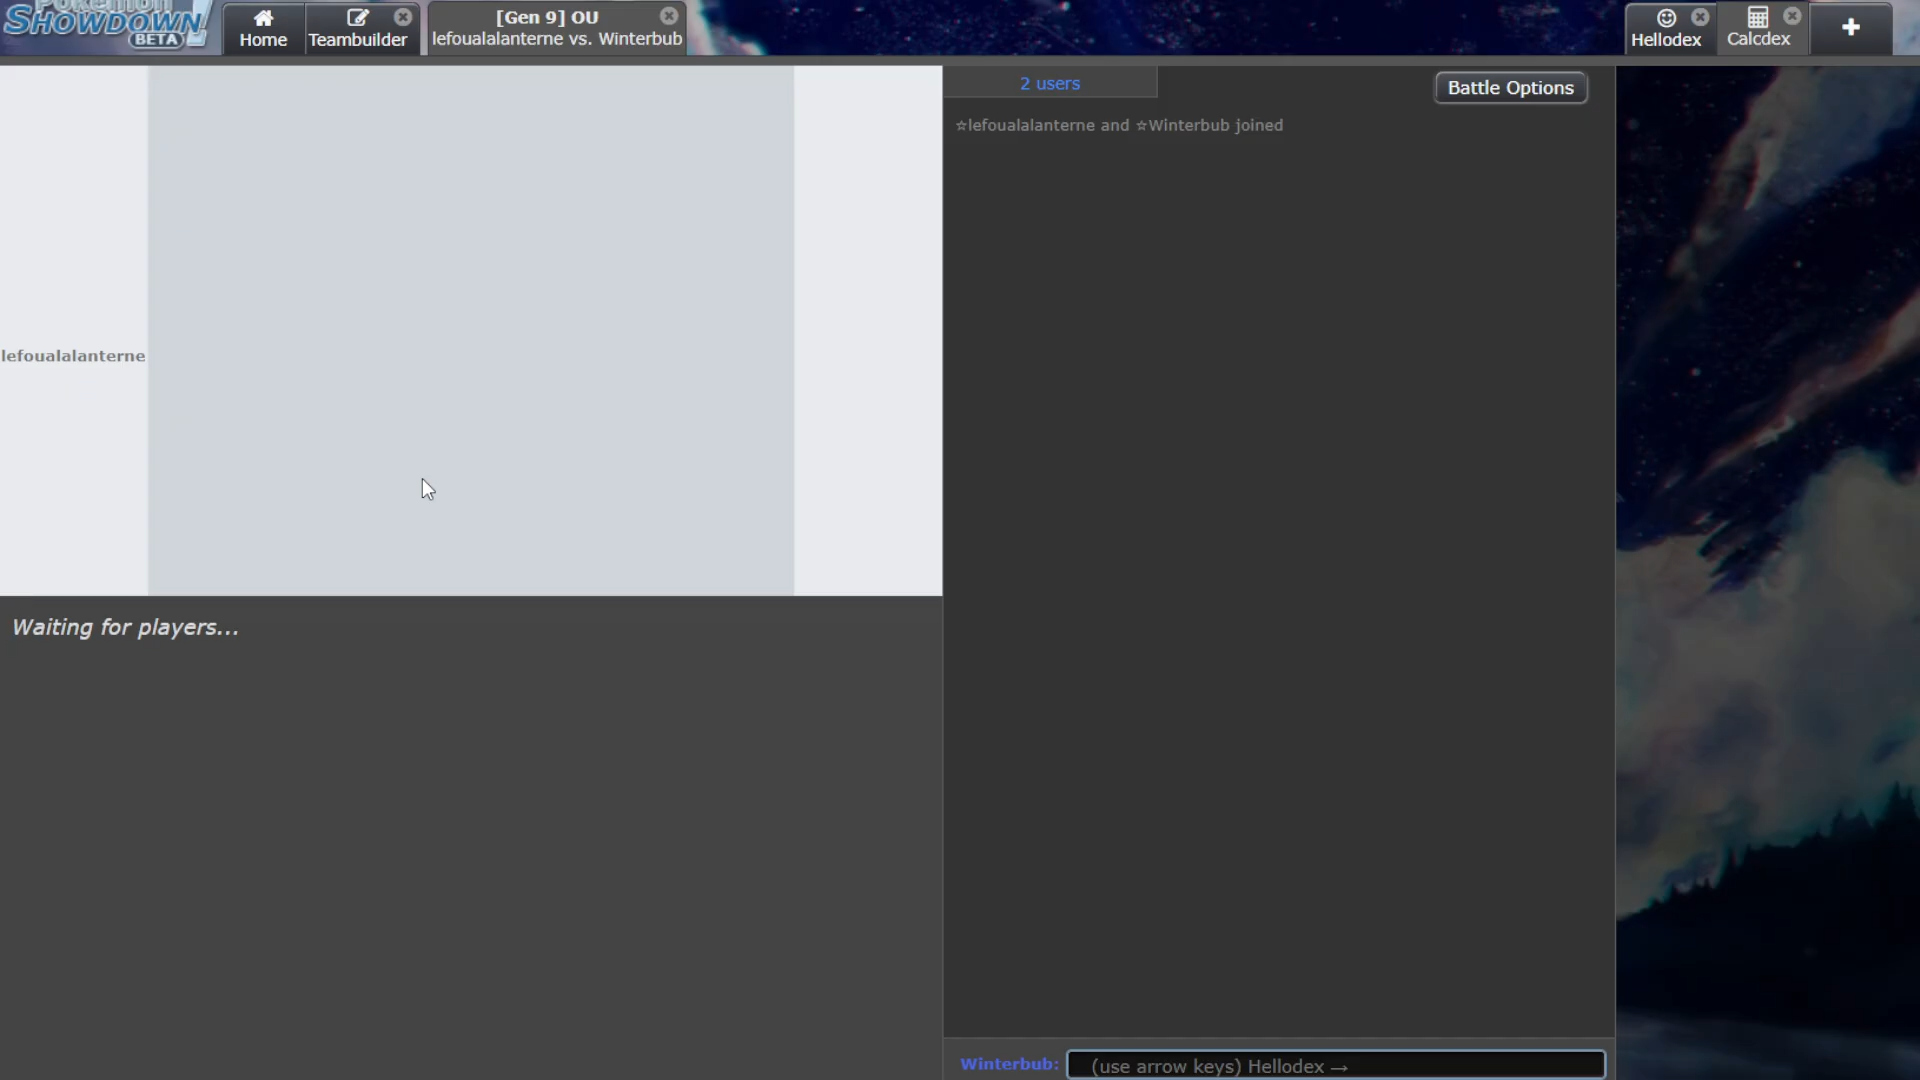 Pokémon
SHOWDOWN!
BETA
Home
Teambuilder
[Gen 9] OU
lefoualalanterne vs. Winterbub
Hellodex
Calcdex
2 users
Battle Options
☆lefoualalanterne and ☆Winterbub joined
lefoualalanterne
Waiting for players...
Winterbub:
(use arrow keys) Hellodex →